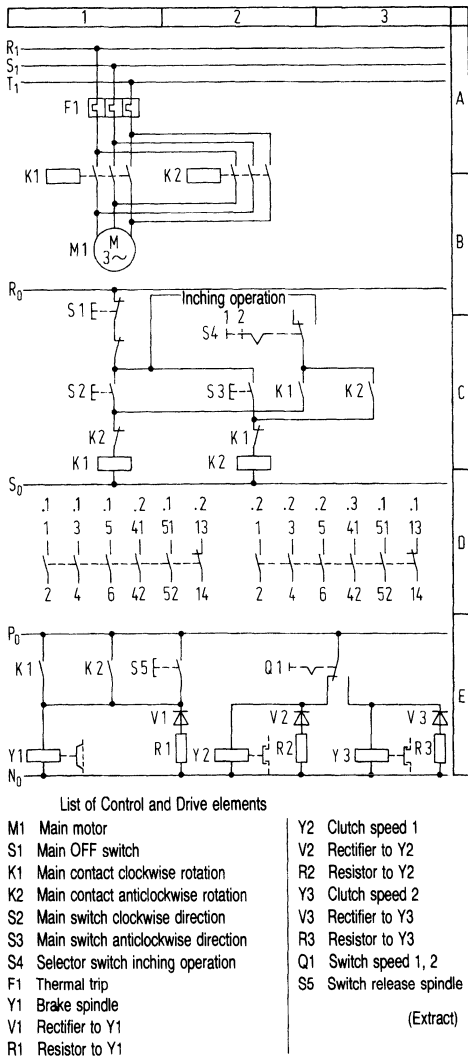 1 2 3
R1
S1
T1
F1
A
K1 K2
M1 M 3~
B
R0
Inching operation
S1
1 2
S4
S2 S3 K1 K2
C
K2 K1
K1 K2
S0
.1 .1 .1 .2 .1 .2 .2 .2 .2 .3 .1 .1
1 3 5 41 51 13 1 3 5 41 51 13
D
2 4 6 42 52 14 2 4 6 42 52 14
P0
K1 K2 S5 Q1
E
V1 V2 V3
Y1 R1 Y2 R2 Y3 R3
N0
List of Control and Drive elements
M1 Main motor
S1 Main OFF switch
K1 Main contact clockwise rotation
K2 Main contact anticlockwise rotation
S2 Main switch clockwise direction
S3 Main switch anticlockwise direction
S4 Selector switch inching operation
F1 Thermal trip
Y1 Brake spindle
V1 Rectifier to Y1
R1 Resistor to Y1
Y2 Clutch speed 1
V2 Rectifier to Y2
R2 Resistor to Y2
Y3 Clutch speed 2
V3 Rectifier to Y3
R3 Resistor to Y3
Q1 Switch speed 1, 2
S5 Switch release spindle
(Extract)